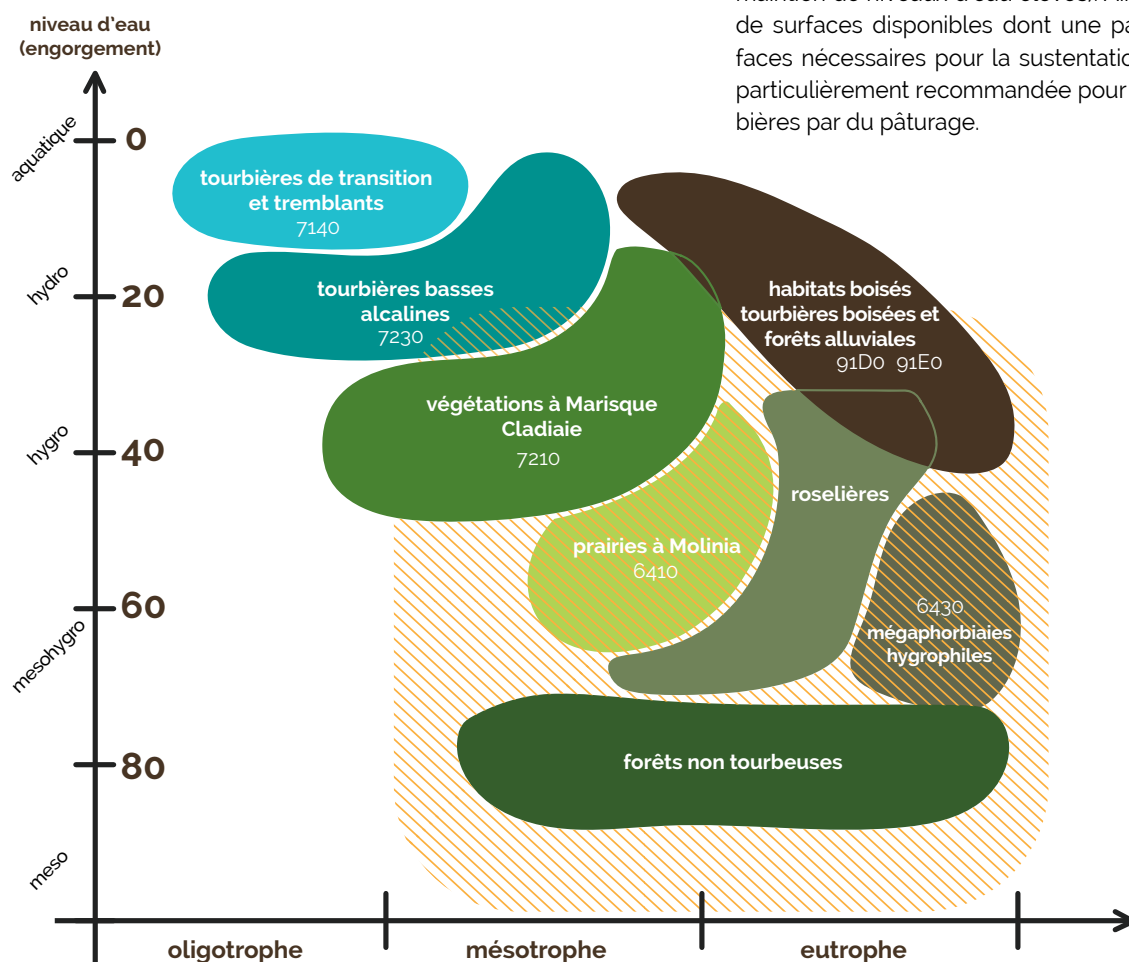 de surfaces disponibles dont une pa
faces nécessaires pour la sustentatio
particulièrement recommandée pour
bières par du pâturage.
niveau d'eau
(engorgement)
aquatique
0
tourbières de transition
et tremblants
7140
hydro
20
tourbières basses
alcalines
7230
habitats boisés
tourbières boisées et
forêts alluviales
91D0 91E0
hygro
40
végétations à Marisque
Cladiaie
7210
roselières
prairies à Molinia
6410
mesohygro
60
6430
mégaphorbiaies
hygrophiles
80
forêts non tourbeuses
meso
oligotrophe
mésotrophe
eutrophe